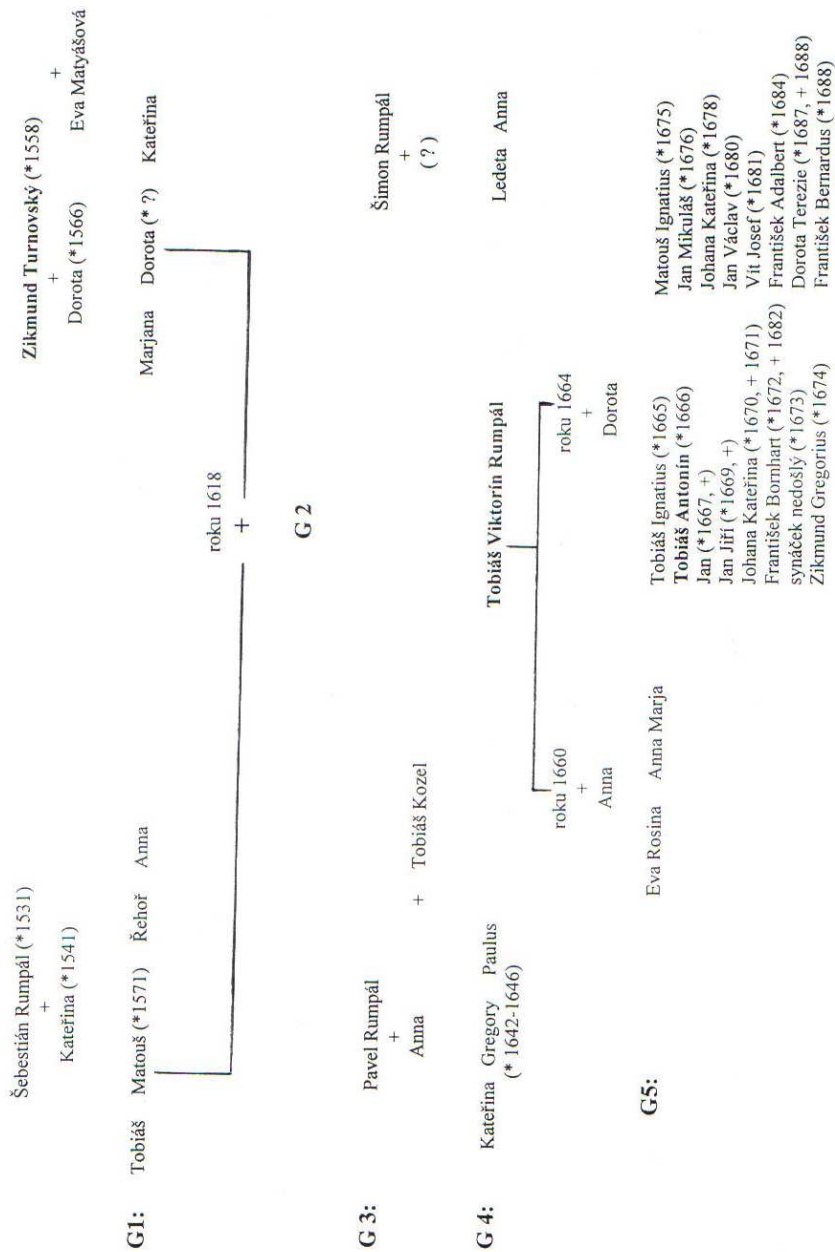 Šebestián Rumpál (*1531)
+
Kateřina (*1541)
Zikmund Turnovský (*1558)
+
Dorota (*1566)
+
Eva Matyášová
G1:
Tobiáš Matouš (*1571) Řehoř Anna
Marjana Dorota (* ?) Kateřina
roku 1618
+
G 2
G 3:
Pavel Rumpál
+
Anna
+ Tobiáš Kozel
Šimon Rumpál
+
( ? )
G 4:
Kateřina Gregory Paulus
(* 1642-1646)
Tobiáš Viktorín Rumpál
Ledeta Anna
roku 1660
+
Anna
roku 1664
+
Dorota
G5:
Eva Rosina Anna Marja
Tobiáš Ignatius (*1665)
Tobiáš Antonín (*1666)
Jan (*1667, +)
Jan Jiří (*1669, +)
Johana Kateřina (*1670, + 1671)
František Bornhart (*1672, + 1682)
synáček nedošlý (*1673)
Zikmund Gregorius (*1674)
Matouš Ignatius (*1675)
Jan Mikuláš (*1676)
Johana Kateřina (*1678)
Jan Václav (*1680)
Vít Josef (*1681)
František Adalbert (*1684)
Dorota Terezie (*1687, + 1688)
František Bernardus (*1688)